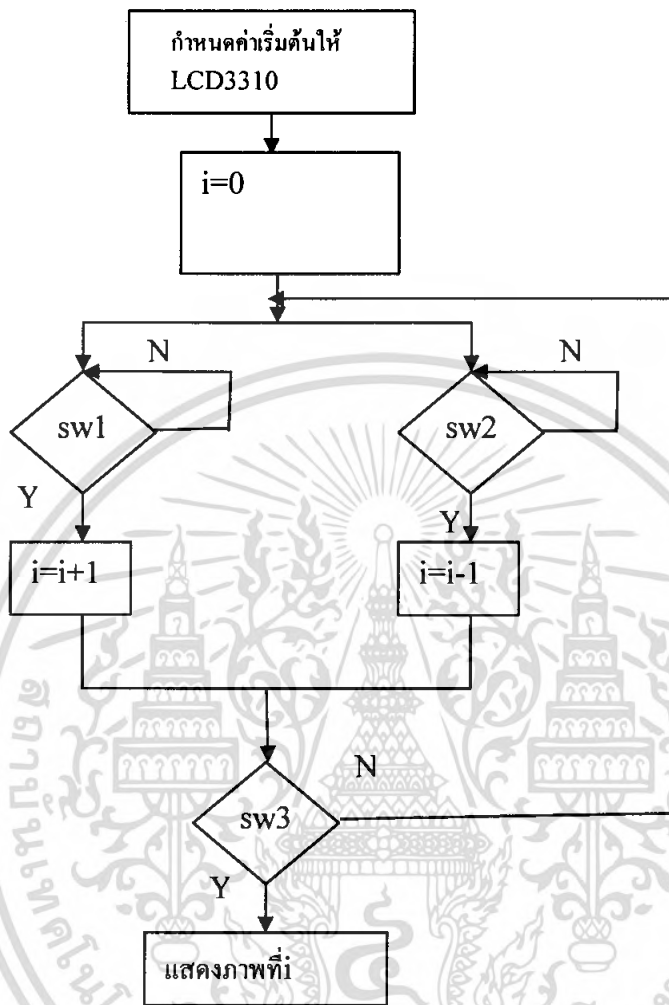 กำหนดค่าเริ่มต้นให้
LCD3310
i=0
N
N
sw1
sw2
Y
Y
i=i+1
i=i-1
N
sw3
Y
แสดงภาพที่i